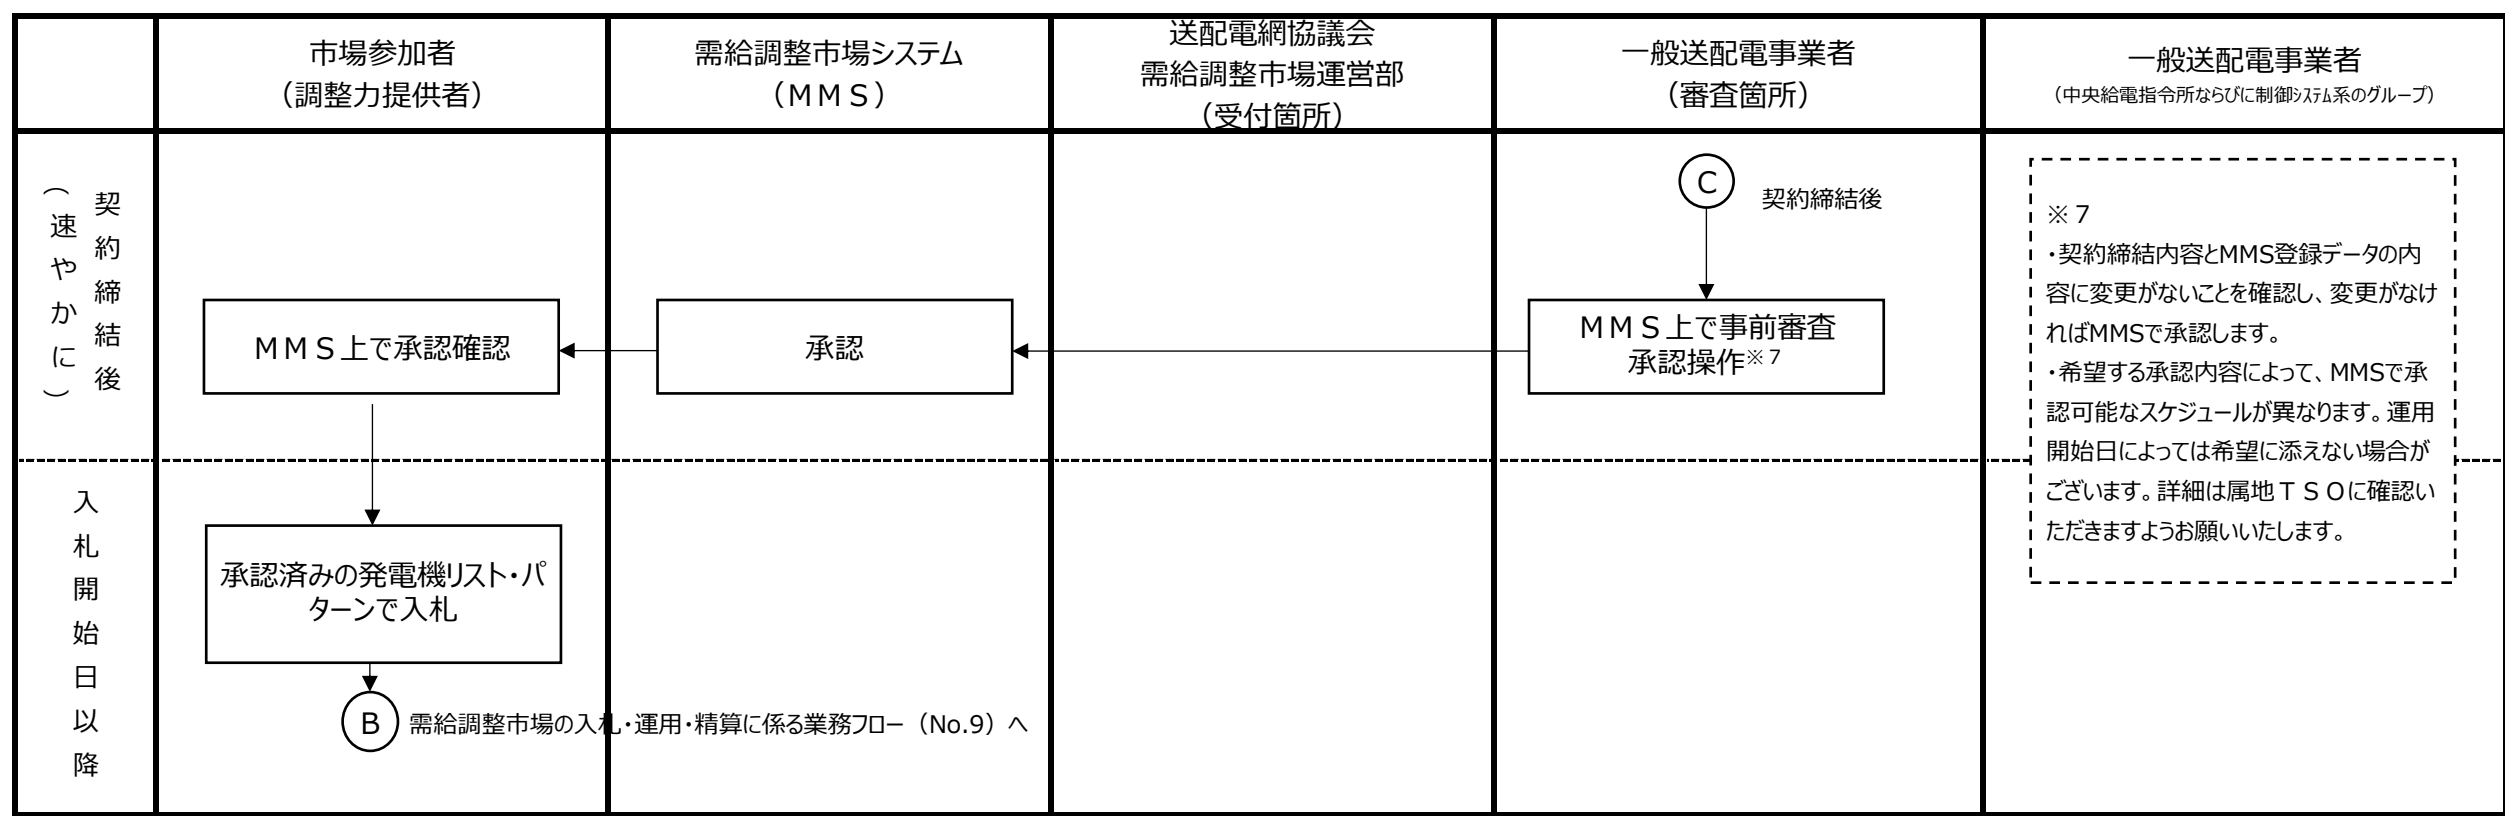 市場参加者
（調整力提供者）
需給調整市場システム
（ＭＭＳ）
送配電網協議会
需給調整市場運営部
（受付箇所）
一般送配電事業者
（審査箇所）
一般送配電事業者
（中央給電指令所ならびに制御ｼｽﾃﾑ系のグループ）
契約締結後
（速やかに）
Ｃ
契約締結後
ＭＭＳ上で承認確認
承認
ＭＭＳ上で事前審査
承認操作※７
※７
・契約締結内容とMMS登録データの内
容に変更がないことを確認し、変更がなけ
ればMMSで承認します。
・希望する承認内容によって、MMSで承
認可能なスケジュールが異なります。運用
開始日によっては希望に添えない場合が
ございます。詳細は属地ＴＳＯに確認い
ただきますようお願いいたします。
入札開始日以降
承認済みの発電機リスト・パ
ターンで入札
Ｂ
需給調整市場の入札・運用・精算に係る業務フロー（No.9）へ